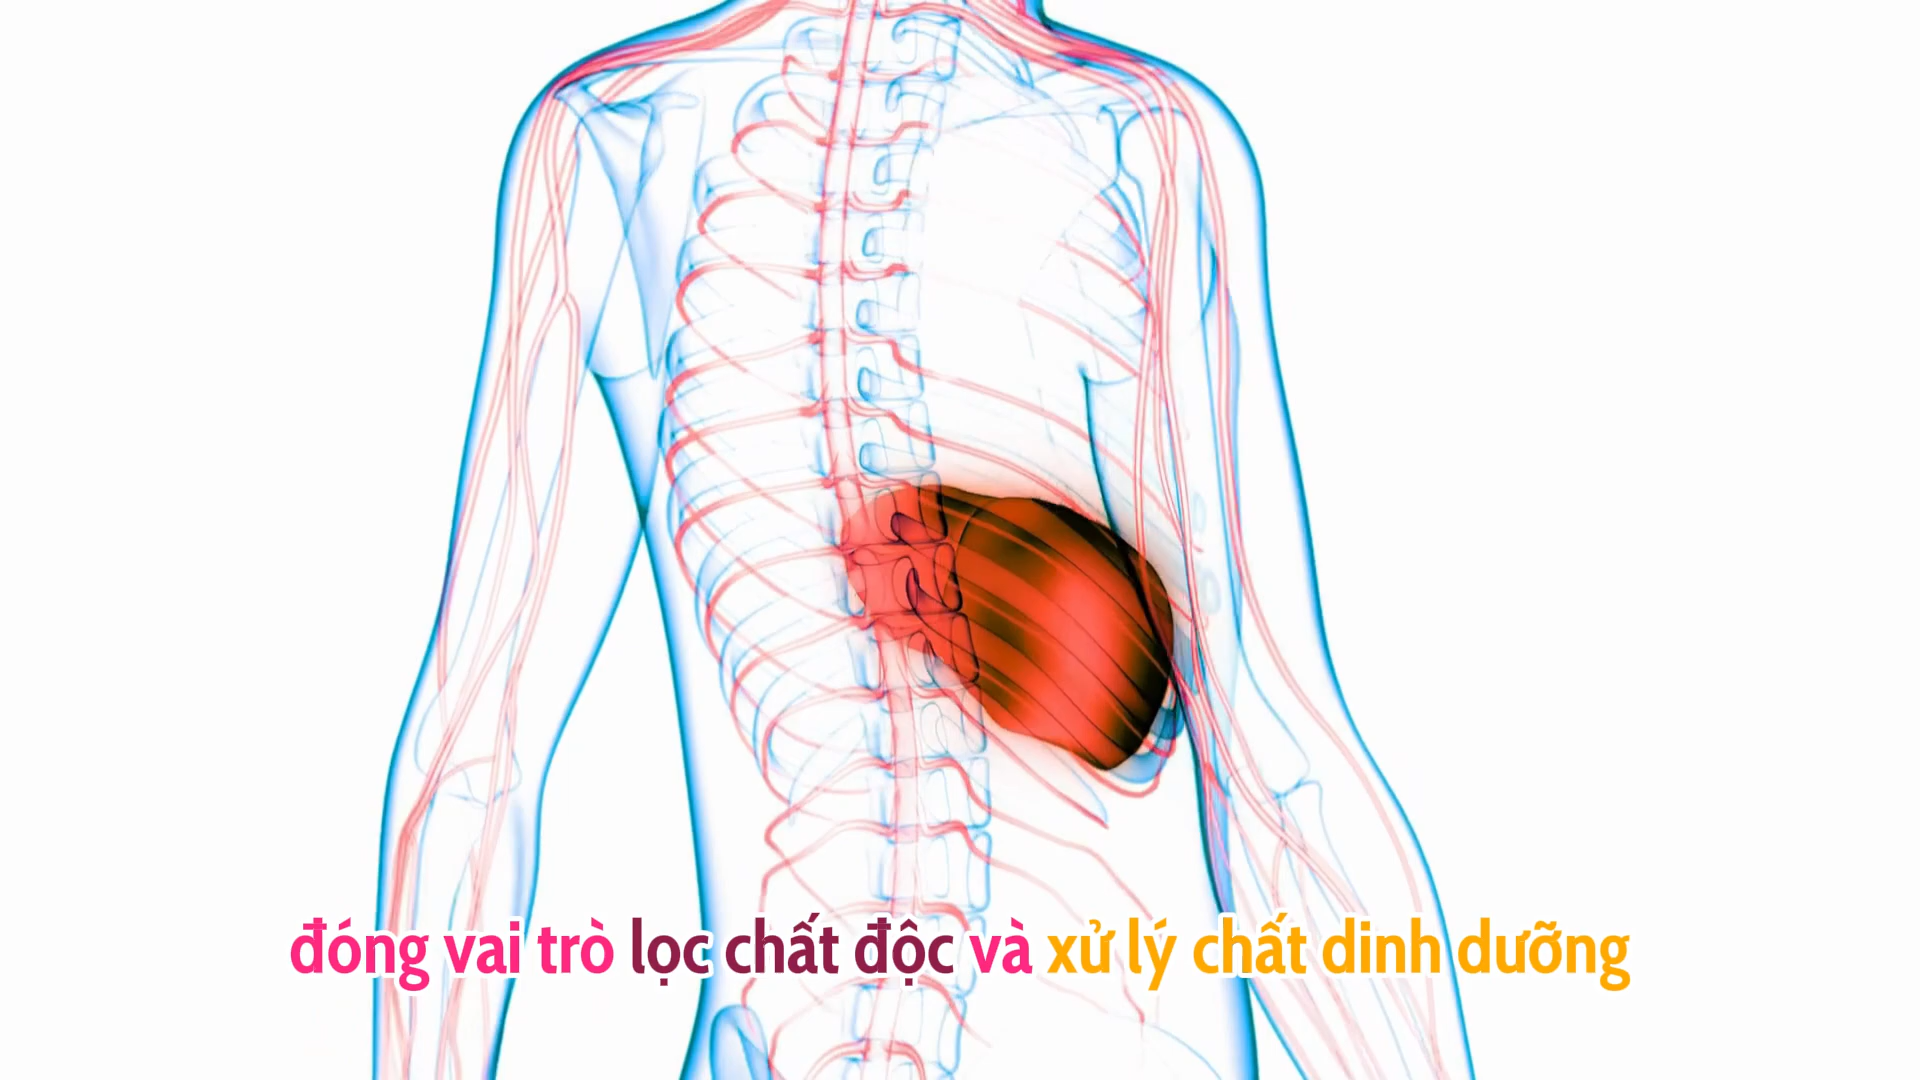 đóng vai trò lọc chất độc và xử lý chất dinh dưỡng